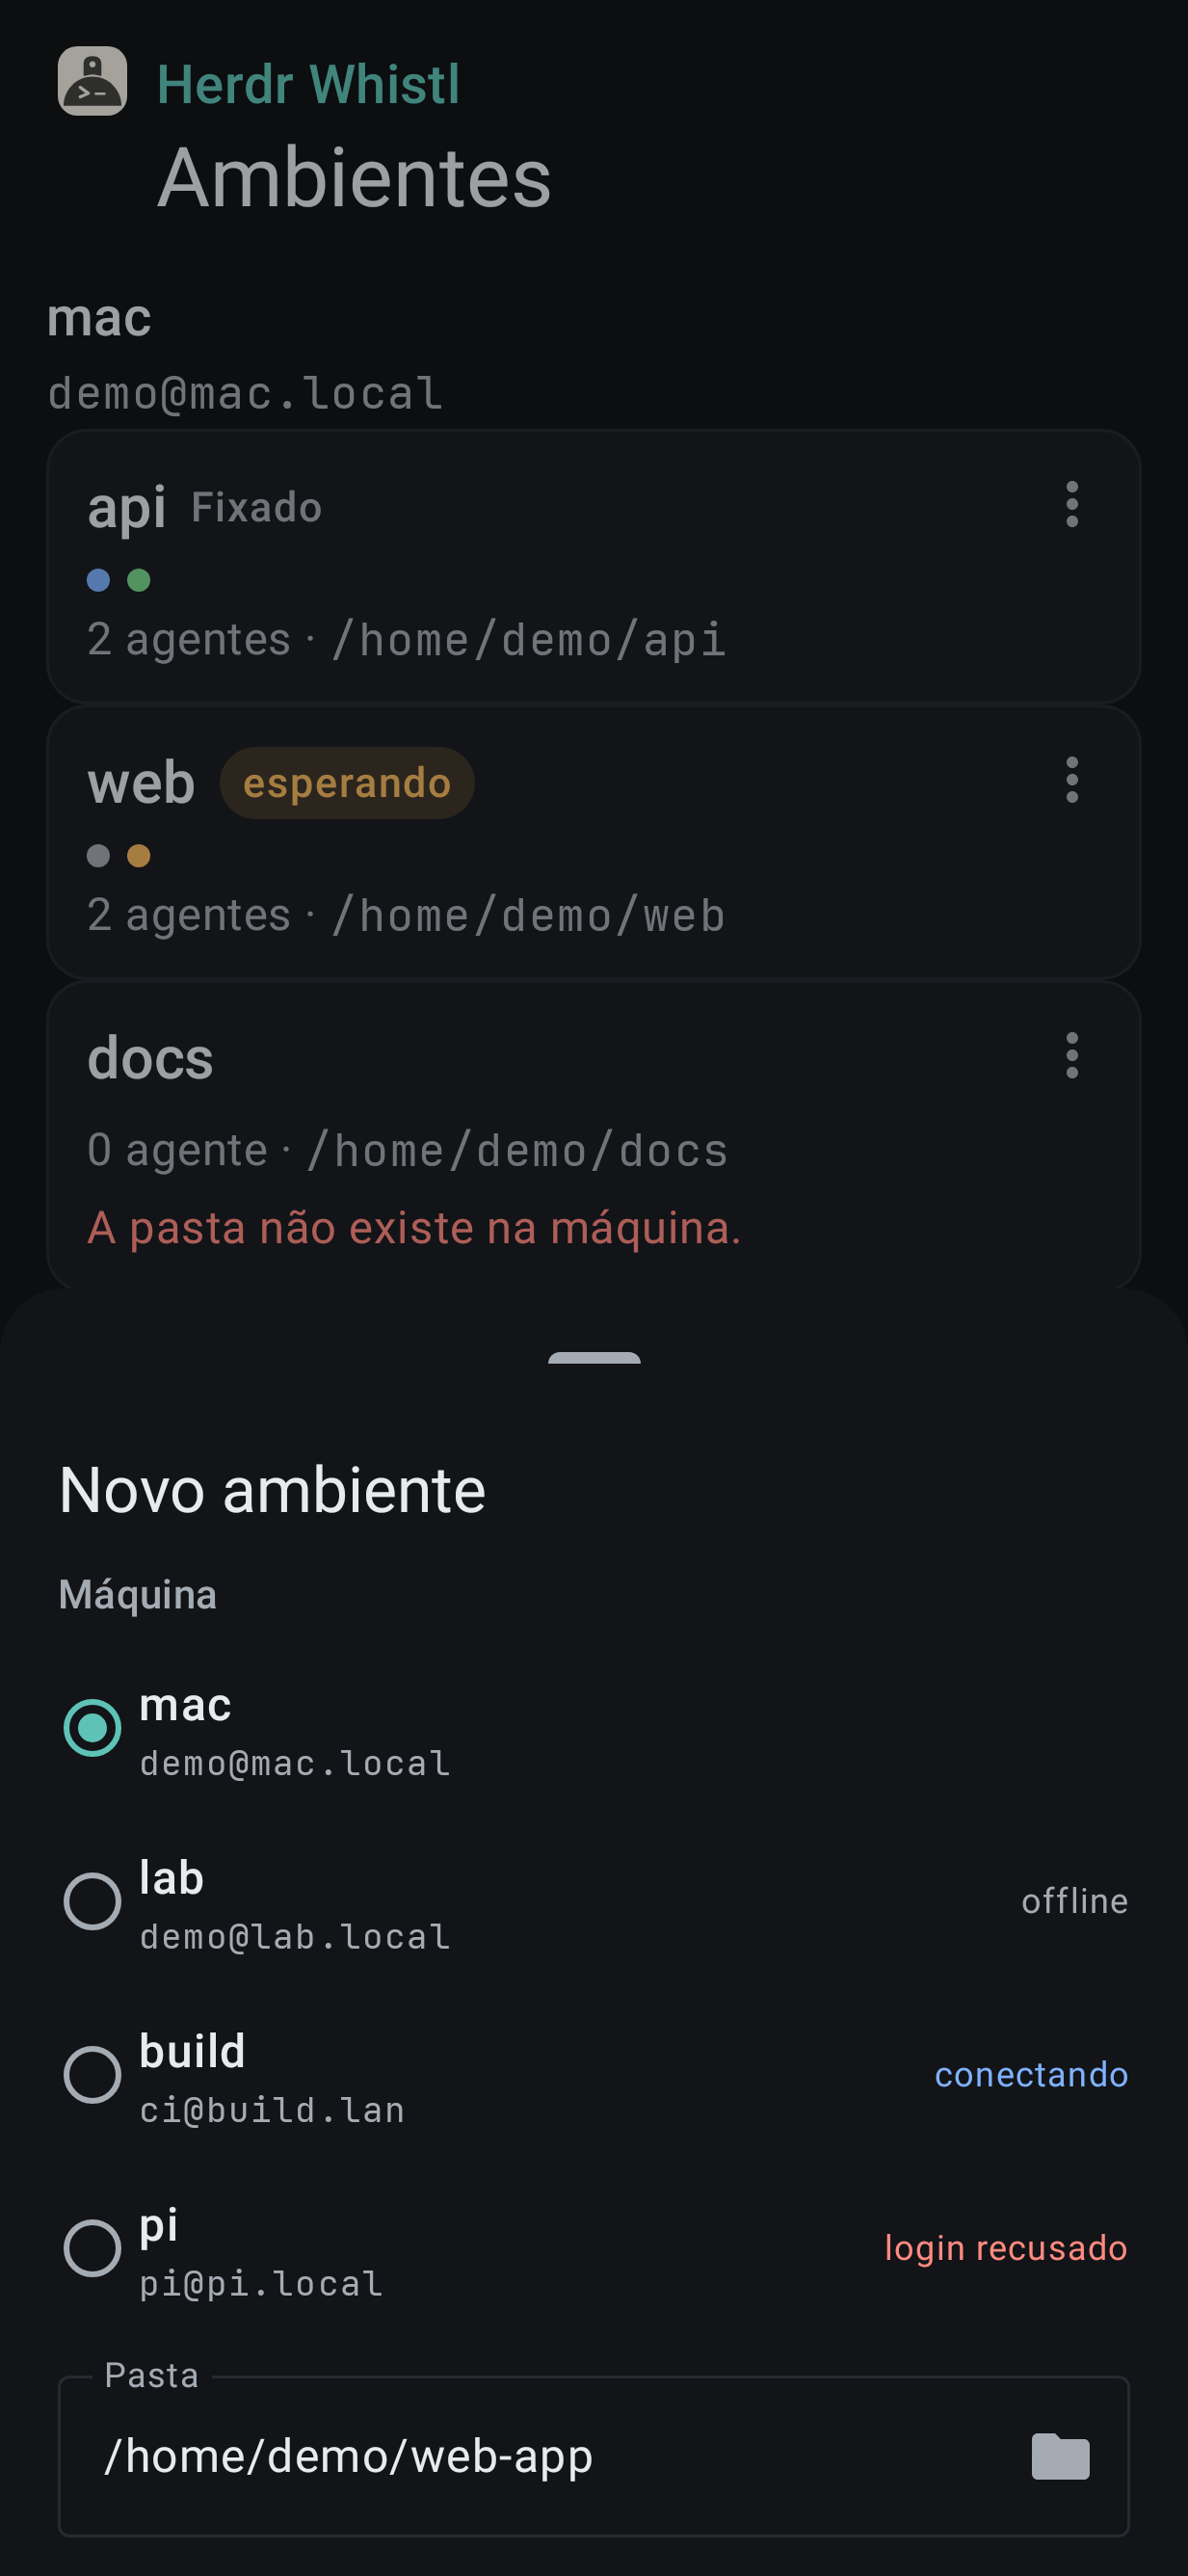 >-
Herdr Whistl
Ambientes
mac
demo@mac.local
api Fixado
2 agentes · /home/demo/api
web esperando
2 agentes · /home/demo/web
docs
0 agente · /home/demo/docs
A pasta não existe na máquina.
Novo ambiente
Máquina
mac
demo@mac.local
lab
demo@lab.local
offline
build
ci@build.lan
conectando
pi
pi@pi.local
login recusado
Pasta
/home/demo/web-app